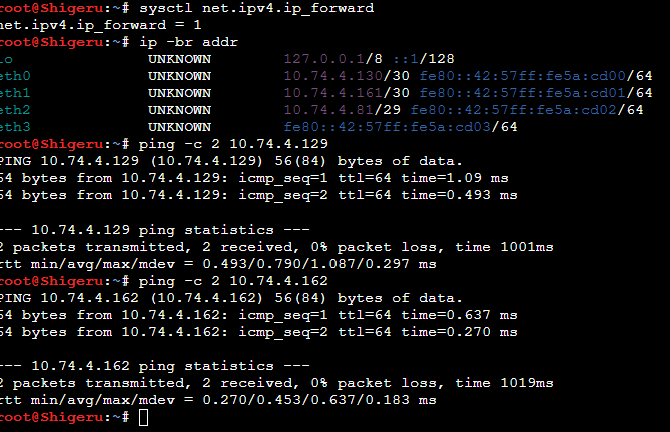 root@Shigeru:~# sysctl net.ipv4.ip_forward
net.ipv4.ip_forward = 1
root@Shigeru:~# ip -br addr
lo UNKNOWN 127.0.0.1/8 ::1/128
eth0 UNKNOWN 10.74.4.130/30 fe80::42:57ff:fe5a:cd00/64
eth1 UNKNOWN 10.74.4.161/30 fe80::42:57ff:fe5a:cd01/64
eth2 UNKNOWN 10.74.4.81/29 fe80::42:57ff:fe5a:cd02/64
eth3 UNKNOWN fe80::42:57ff:fe5a:cd03/64
root@Shigeru:~# ping -c 2 10.74.4.129
PING 10.74.4.129 (10.74.4.129) 56(84) bytes of data.
64 bytes from 10.74.4.129: icmp_seq=1 ttl=64 time=1.09 ms
64 bytes from 10.74.4.129: icmp_seq=2 ttl=64 time=0.493 ms
--- 10.74.4.129 ping statistics ---
2 packets transmitted, 2 received, 0% packet loss, time 1001ms
rtt min/avg/max/mdev = 0.493/0.790/1.087/0.297 ms
root@Shigeru:~# ping -c 2 10.74.4.162
PING 10.74.4.162 (10.74.4.162) 56(84) bytes of data.
64 bytes from 10.74.4.162: icmp_seq=1 ttl=64 time=0.637 ms
64 bytes from 10.74.4.162: icmp_seq=2 ttl=64 time=0.270 ms
--- 10.74.4.162 ping statistics ---
2 packets transmitted, 2 received, 0% packet loss, time 1019ms
rtt min/avg/max/mdev = 0.270/0.453/0.637/0.183 ms
root@Shigeru:~#